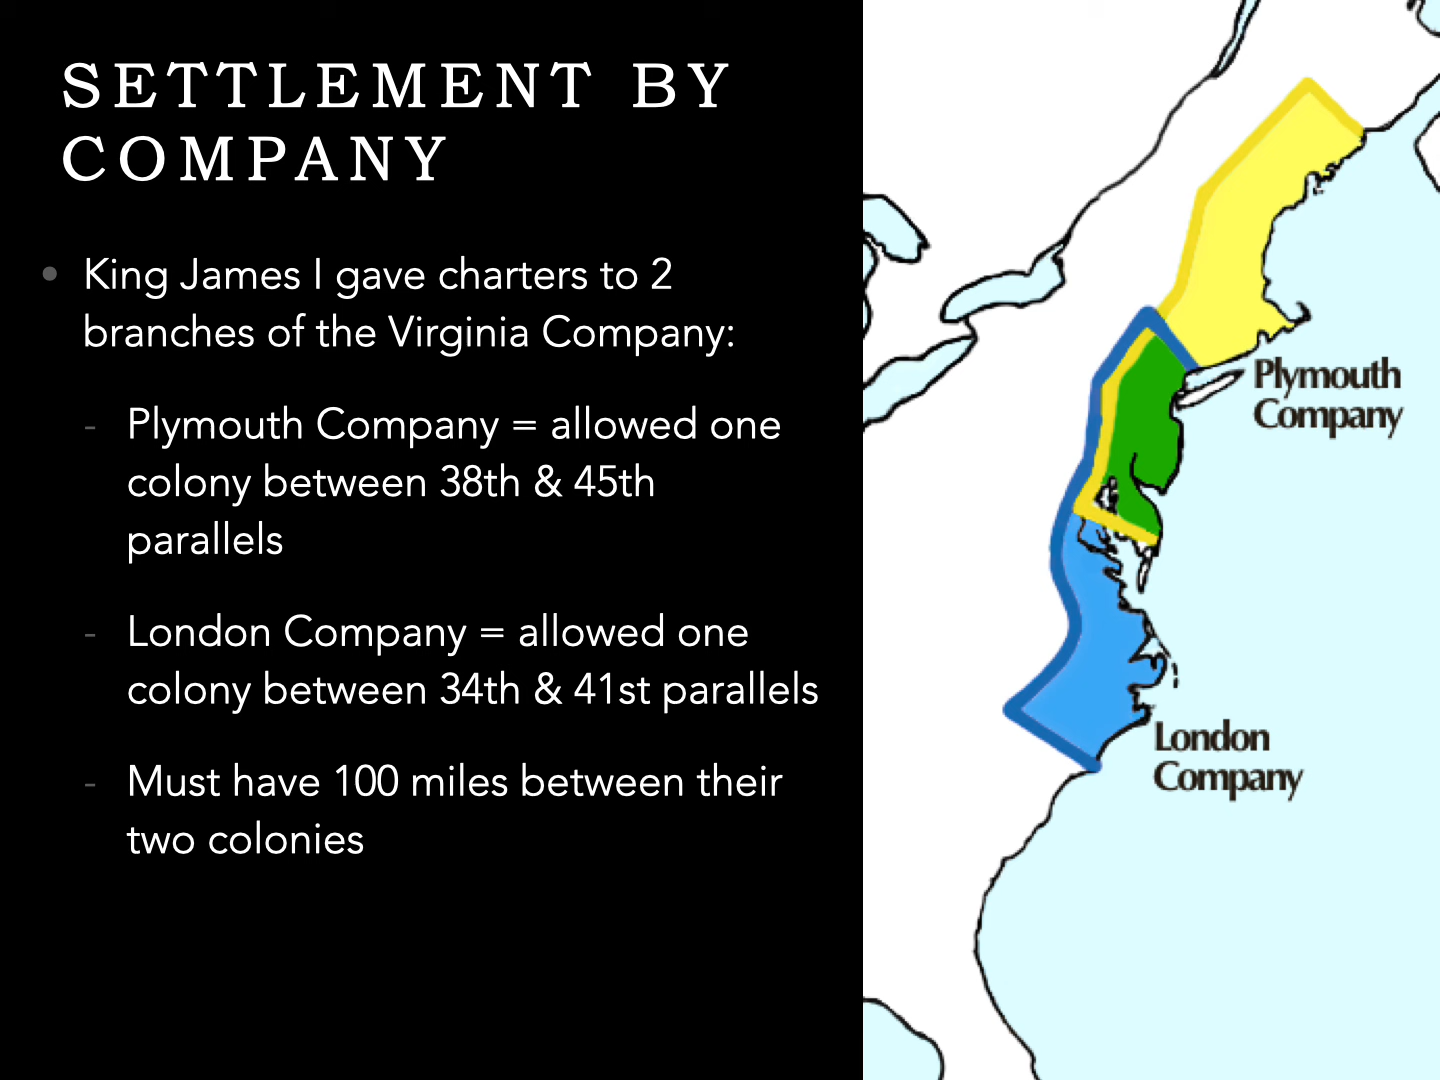 SETTLEMENT BY
COMPANY
• King James I gave charters to 2
branches of the Virginia Company:
- Plymouth Company = allowed one
colony between 38th & 45th
parallels
- London Company = allowed one
colony between 34th & 41st parallels
- Must have 100 miles between their
two colonies
Plymouth
Company
London
Company